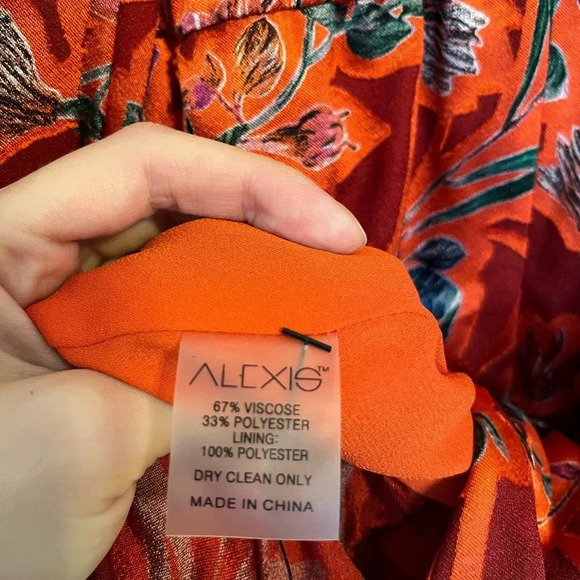 ALEXIS™
67% VISCOSE
33% POLYESTER
LINING:
100% POLYESTER
DRY CLEAN ONLY
MADE IN CHINA